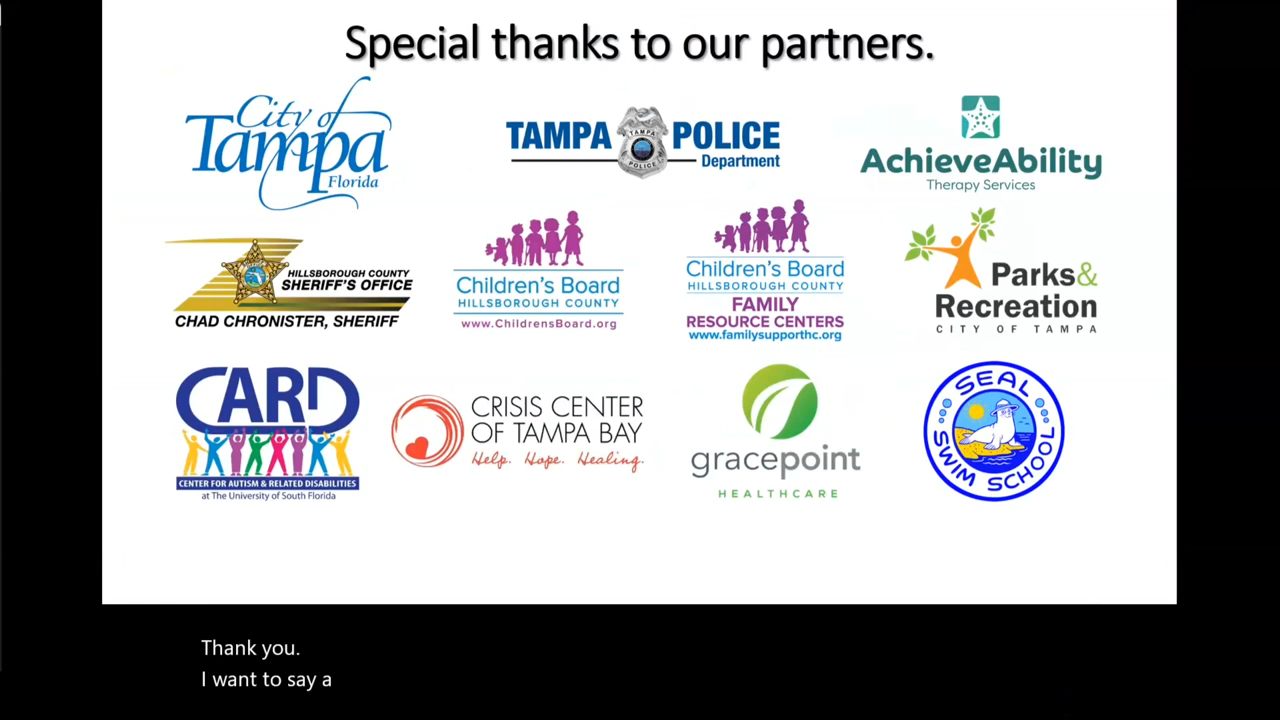 Special thanks to our partners.
City of
Tampa
Florida
TAMPA POLICE
Department
TAMPA
POLICE
AchieveAbility
Therapy Services
HILLSBOROUGH COUNTY
SHERIFF'S OFFICE
CHAD CHRONISTER, SHERIFF
Children's Board
HILLSBOROUGH COUNTY
www.ChildrensBoard.org
Children's Board
HILLSBOROUGH COUNTY
FAMILY
RESOURCE CENTERS
www.familysupporthc.org
Parks&
Recreation
CITY OF TAMPA
CARD
CENTER FOR AUTISM & RELATED DISABILITIES
at The University of South Florida
CRISIS CENTER
OF TAMPA BAY
Help. Hope. Healing.
gracepoint
HEALTHCARE
SEAL
SWIM SCHOOL
Thank you.
I want to say a